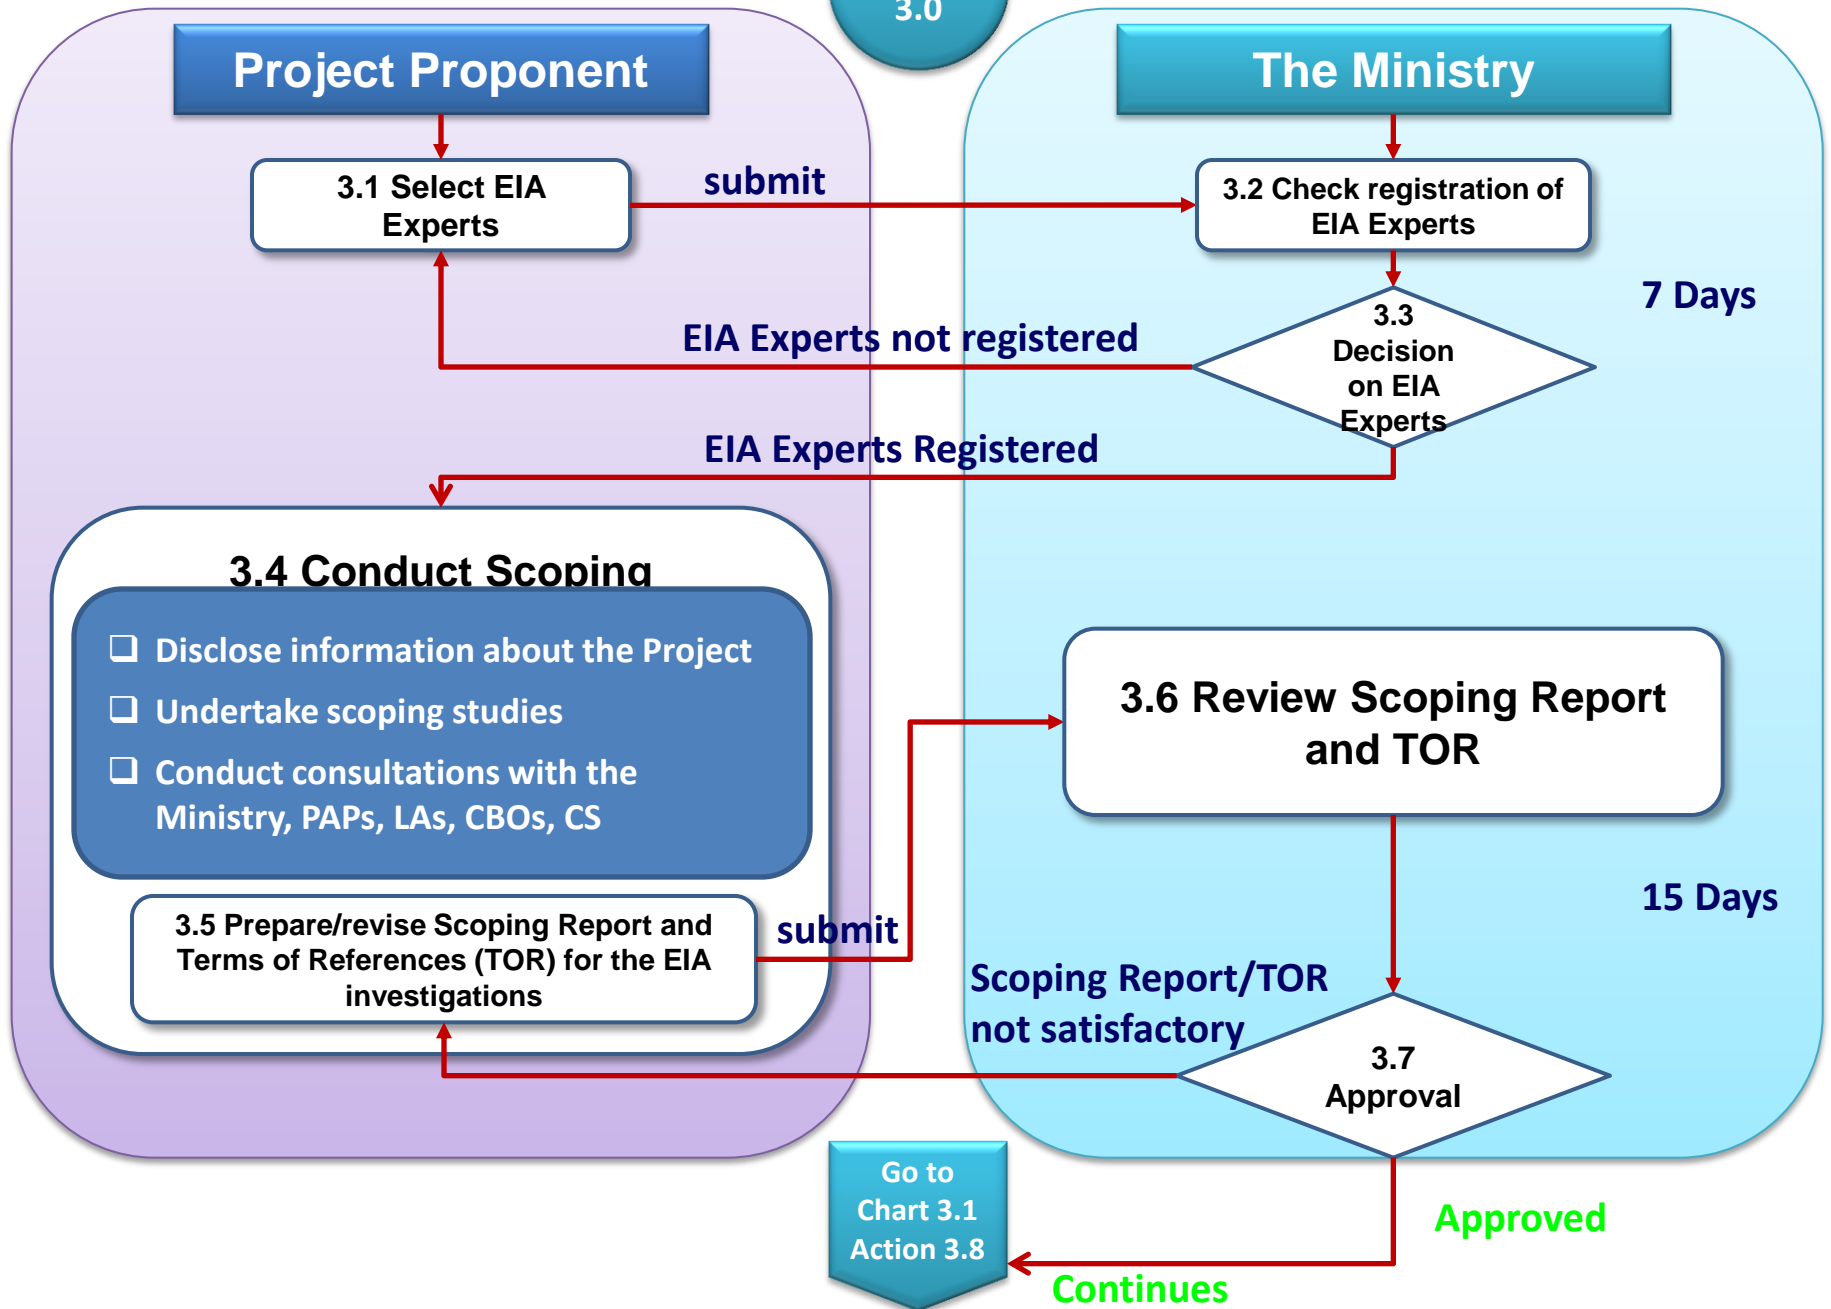 3.0
Project Proponent
The Ministry
3.1 Select EIA
Experts
submit
3.2 Check registration of
EIA Experts
7 Days
3.3
Decision
on EIA
Experts
EIA Experts not registered
EIA Experts Registered
3.4 Conduct Scoping
❑ Disclose information about the Project
❑ Undertake scoping studies
❑ Conduct consultations with the
Ministry, PAPs, LAs, CBOs, CS
3.5 Prepare/revise Scoping Report and
Terms of References (TOR) for the EIA
investigations
submit
3.6 Review Scoping Report
and TOR
15 Days
Scoping Report/TOR
not satisfactory
3.7
Approval
Go to
Chart 3.1
Action 3.8
Approved
Continues